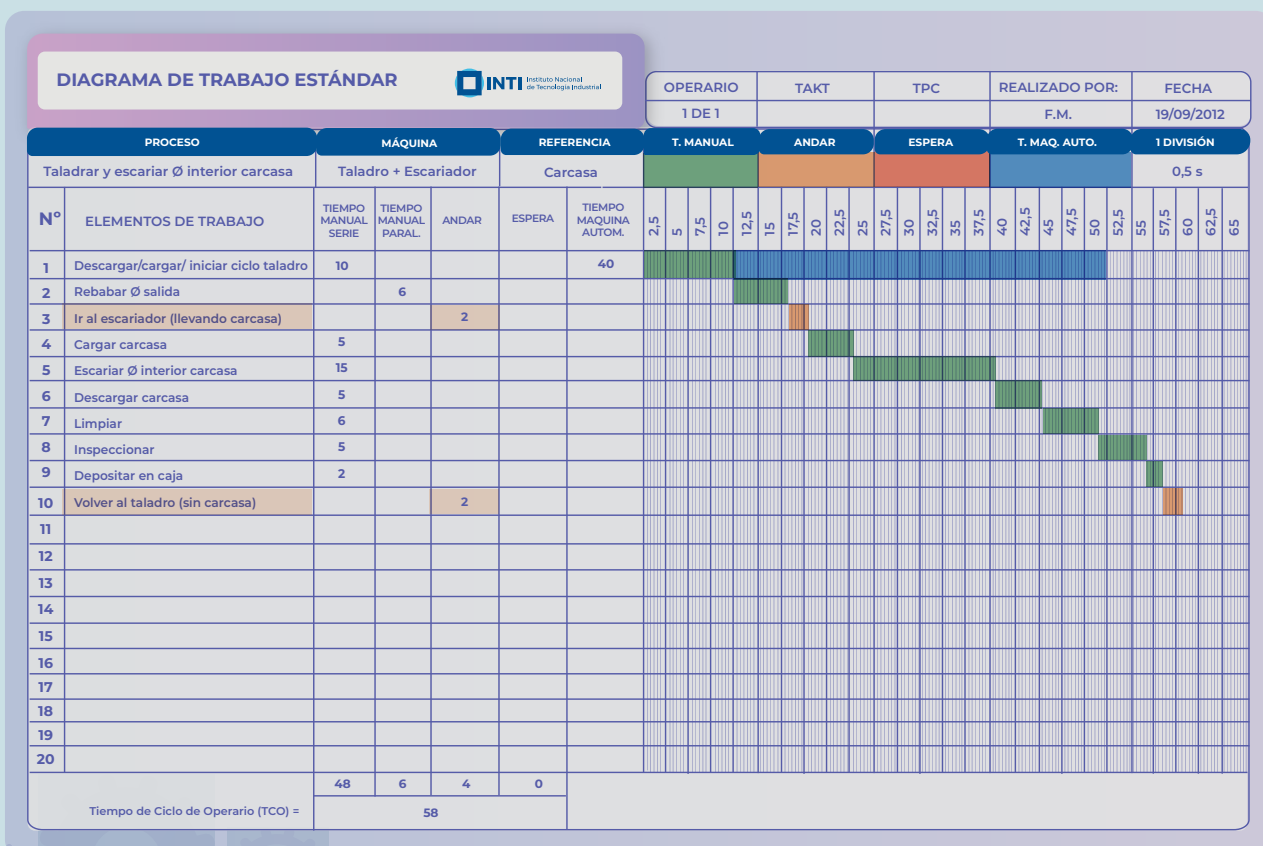 DIAGRAMA DE TRABAJO ESTÁNDAR
INTI Instituto Nacional
de Tecnología Industrial
OPERARIO TAKT TPC REALIZADO POR: FECHA
1 DE 1 F.M. 19/09/2012
PROCESO MÁQUINA REFERENCIA T. MANUAL ANDAR ESPERA T. MAQ. AUTO. 1 DIVISIÓN
Taladrar y escariar Ø interior carcasa Taladro + Escariador Carcasa 0,5 s
Nº ELEMENTOS DE TRABAJO TIEMPO MANUAL SERIE TIEMPO MANUAL PARAL. ANDAR ESPERA TIEMPO MAQUINA AUTOM. 2,5 5 7,5 10 12,5 15 17,5 20 22,5 25 27,5 30 32,5 35 37,5 40 42,5 45 47,5 50 52,5 55 57,5 60 62,5 65
1 Descargar/cargar/ iniciar ciclo taladro 10 40
2 Rebabar Ø salida 6
3 Ir al escariador (llevando carcasa) 2
4 Cargar carcasa 5
5 Escariar Ø interior carcasa 15
6 Descargar carcasa 5
7 Limpiar 6
8 Inspeccionar 5
9 Depositar en caja 2
10 Volver al taladro (sin carcasa) 2
11
12
13
14
15
16
17
18
19
20
48 6 4 0
Tiempo de Ciclo de Operario (TCO) = 58